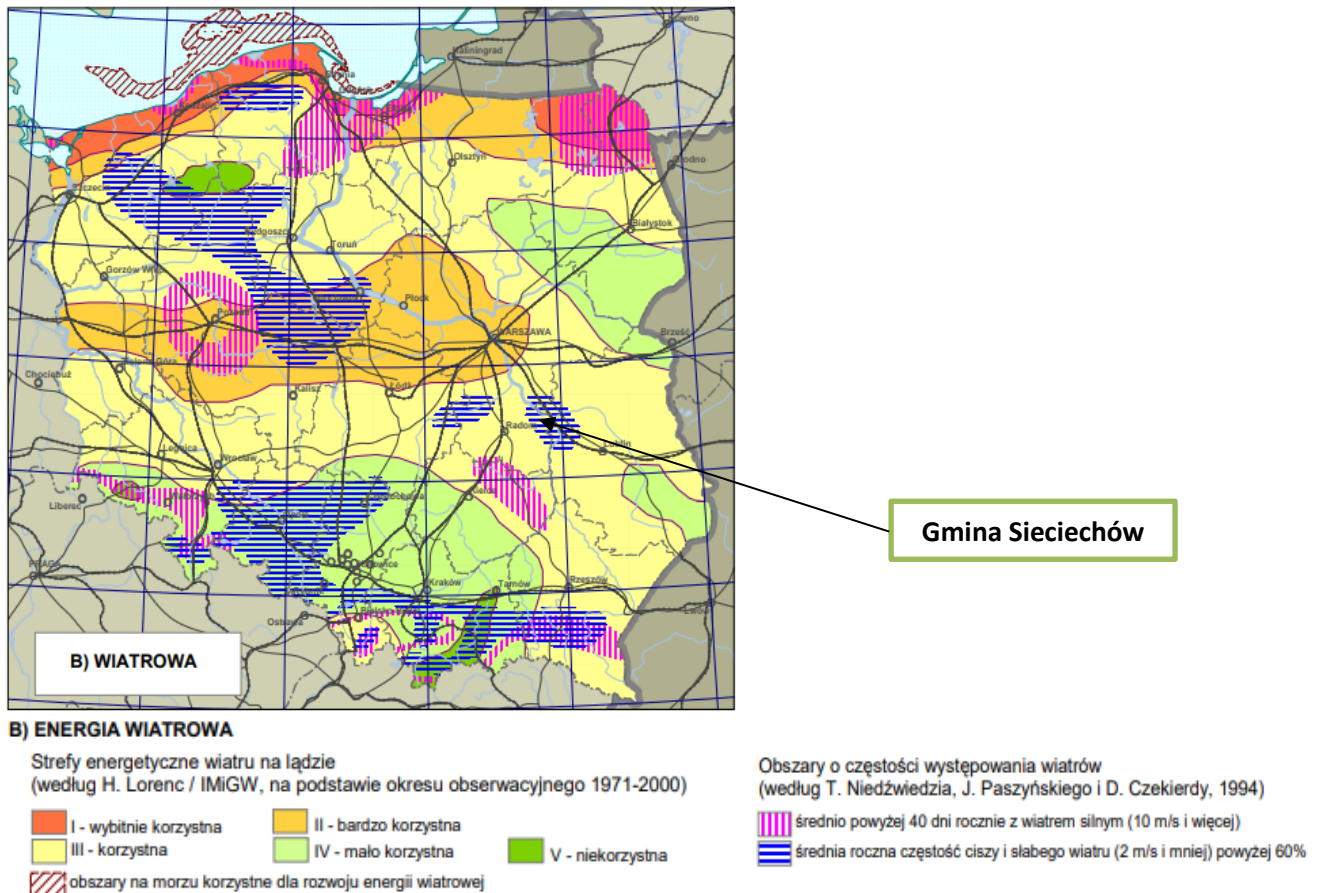 Kaliningrad
Olsztyn
Grodno
Białystok
Toruń
Gorzów Wlkp.
Płock
Poznań
WARSZAWA
Brześć
Zielona Góra
Chociebuż
Kalisz
Łódź
Radom
Lublin
Legnica
Wrocław
Liberec
Kielce
PRAGA
Kraków
Tarnów
Rzeszów
Lwów
Ostrawa
Gmina Sieciechów
B) WIATROWA
B) ENERGIA WIATROWA
Strefy energetyczne wiatru na lądzie
(według H. Lorenc / IMiGW, na podstawie okresu obserwacyjnego 1971-2000)
I - wybitnie korzystna
II - bardzo korzystna
III - korzystna
IV - mało korzystna
V - niekorzystna
obszary na morzu korzystne dla rozwoju energii wiatrowej
Obszary o częstości występowania wiatrów
(według T. Niedźwiedzia, J. Paszyńskiego i D. Czekierdy, 1994)
średnio powyżej 40 dni rocznie z wiatrem silnym (10 m/s i więcej)
średnia roczna częstość ciszy i słabego wiatru (2 m/s i mniej) powyżej 60%